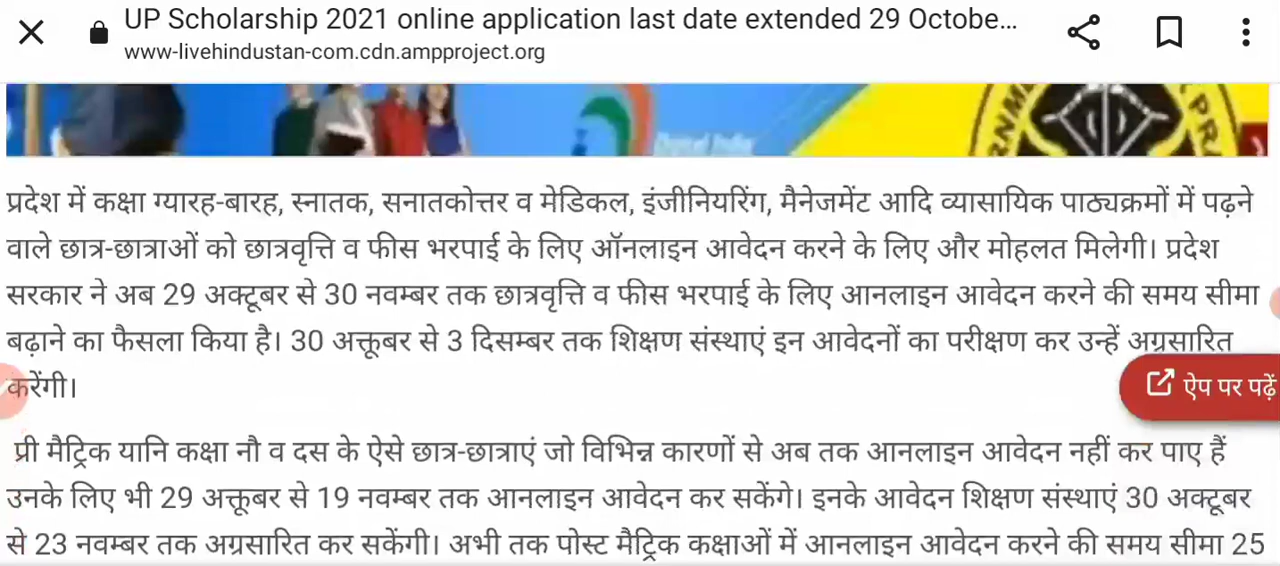 UP Scholarship 2021 online application last date extended 29 Octobe...
www-livehindustan-com.cdn.ampproject.org
Digital India
प्रदेश में कक्षा ग्यारह-बारह, स्नातक, सनातकोत्तर व मेडिकल, इंजीनियरिंग, मैनेजमेंट आदि व्यासायिक पाठ्यक्रमों में पढ़ने
वाले छात्र-छात्राओं को छात्रवृत्ति व फीस भरपाई के लिए ऑनलाइन आवेदन करने के लिए और मोहलत मिलेगी। प्रदेश
सरकार ने अब 29 अक्टूबर से 30 नवम्बर तक छात्रवृत्ति व फीस भरपाई के लिए आनलाइन आवेदन करने की समय सीमा
बढ़ाने का फैसला किया है। 30 अक्तूबर से 3 दिसम्बर तक शिक्षण संस्थाएं इन आवेदनों का परीक्षण कर उन्हें अग्रसारित
करेंगी।
ऐप पर पढ़ें
प्री मैट्रिक यानि कक्षा नौ व दस के ऐसे छात्र-छात्राएं जो विभिन्न कारणों से अब तक आनलाइन आवेदन नहीं कर पाए हैं
उनके लिए भी 29 अक्तूबर से 19 नवम्बर तक आनलाइन आवेदन कर सकेंगे। इनके आवेदन शिक्षण संस्थाएं 30 अक्टूबर
से 23 नवम्बर तक अग्रसारित कर सकेंगी। अभी तक पोस्ट मैट्रिक कक्षाओं में आनलाइन आवेदन करने की समय सीमा 25